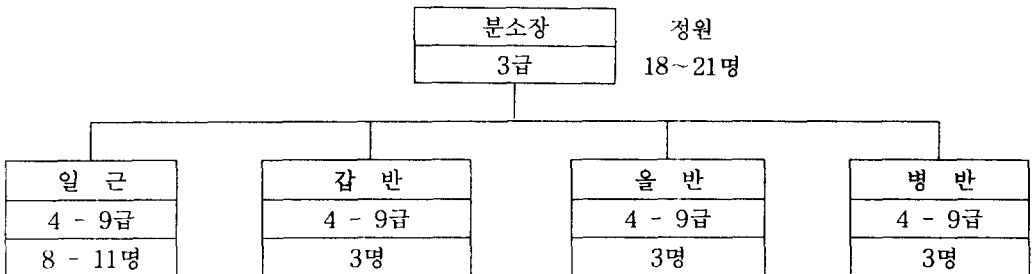 분소장 정원
3급 18~21명
일 근 갑 반 을 반 병 반
4 - 9급 4 - 9급 4 - 9급 4 - 9급
8 - 11명 3명 3명 3명